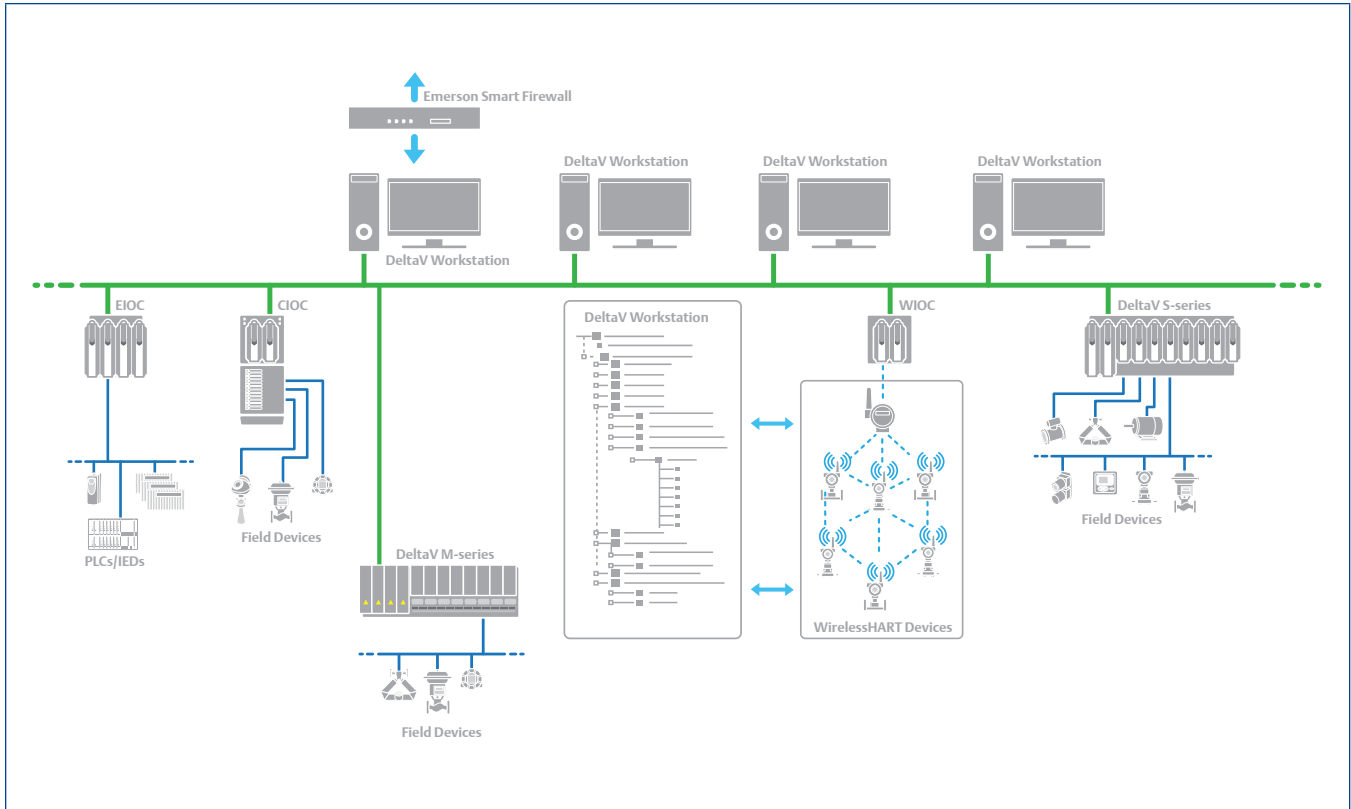 Emerson Smart Firewall
DeltaV Workstation
DeltaV Workstation
DeltaV Workstation
DeltaV Workstation
EIOC
CIOC
DeltaV Workstation
WIOC
DeltaV S-series
Field Devices
Field Devices
PLCs/IEDs
DeltaV M-series
WirelessHART Devices
Field Devices